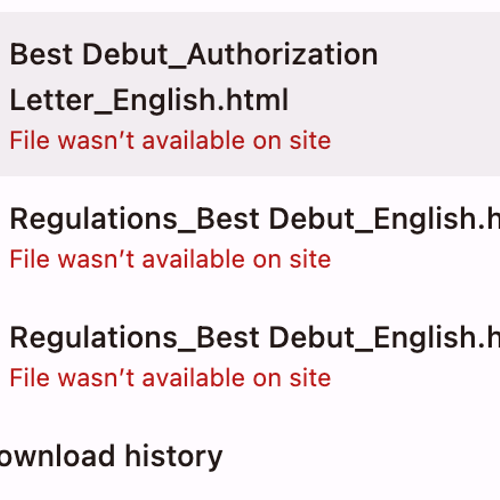 Best Debut_Authorization
Letter_English.html
File wasn’t available on site
Regulations_Best Debut_English.h
File wasn’t available on site
Regulations_Best Debut_English.h
File wasn’t available on site
ownload history